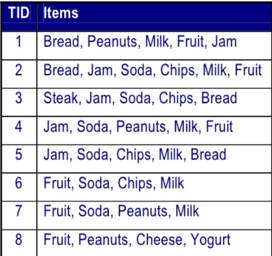 TID Items
1 Bread, Peanuts, Milk, Fruit, Jam
2 Bread, Jam, Soda, Chips, Milk, Fruit
3 Steak, Jam, Soda, Chips, Bread
4 Jam, Soda, Peanuts, Milk, Fruit
5 Jam, Soda, Chips, Milk, Bread
6 Fruit, Soda, Chips, Milk
7 Fruit, Soda, Peanuts, Milk
8 Fruit, Peanuts, Cheese, Yogurt